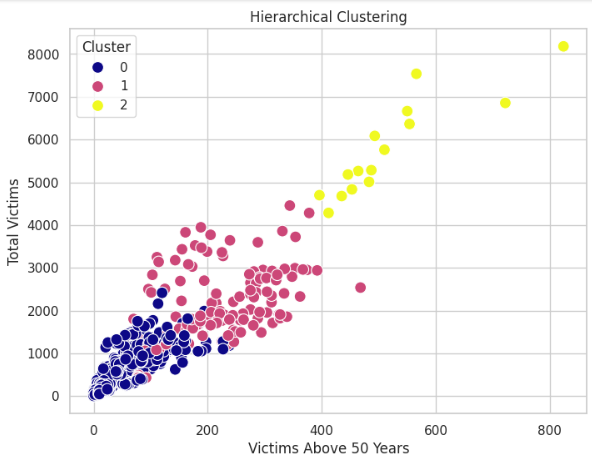 Hierarchical Clustering
Cluster
0
1
2
8000
7000
6000
5000
4000
3000
2000
1000
0
Total Victims
0 200 400 600 800
Victims Above 50 Years